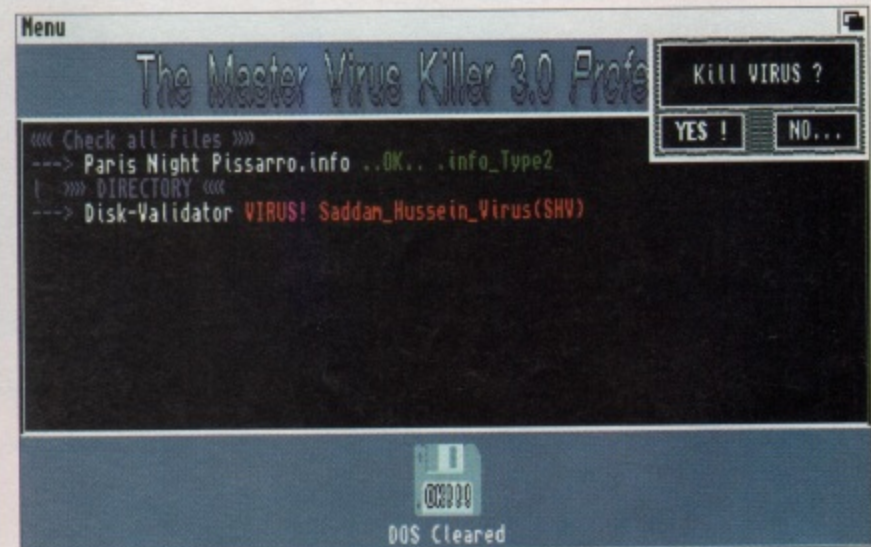 Menu
The Master Virus Killer 3.0 Profe
Kill VIRUS ?
YES !
NO...
<<<< Check all files >>>>
---> Paris Night Pissarro.info ..OK.. .info_Type2
| >>>> DIRECTORY <<<<
---> Disk-Validator VIRUS! Saddam_Hussein_Virus(SHV)
OK!!!
DOS Cleared